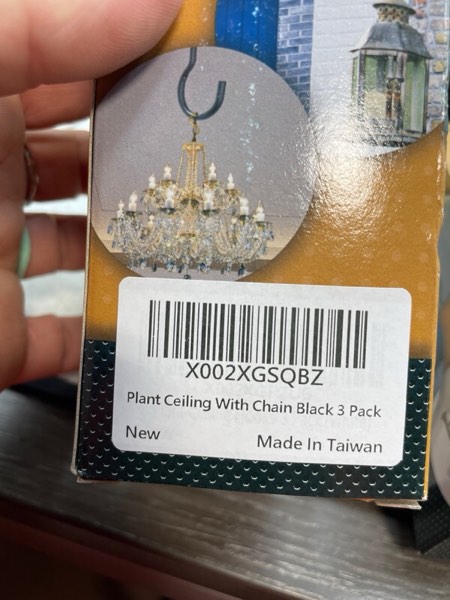 X002XGSQBZ
Plant Ceiling With Chain Black 3 Pack
New
Made In Taiwan